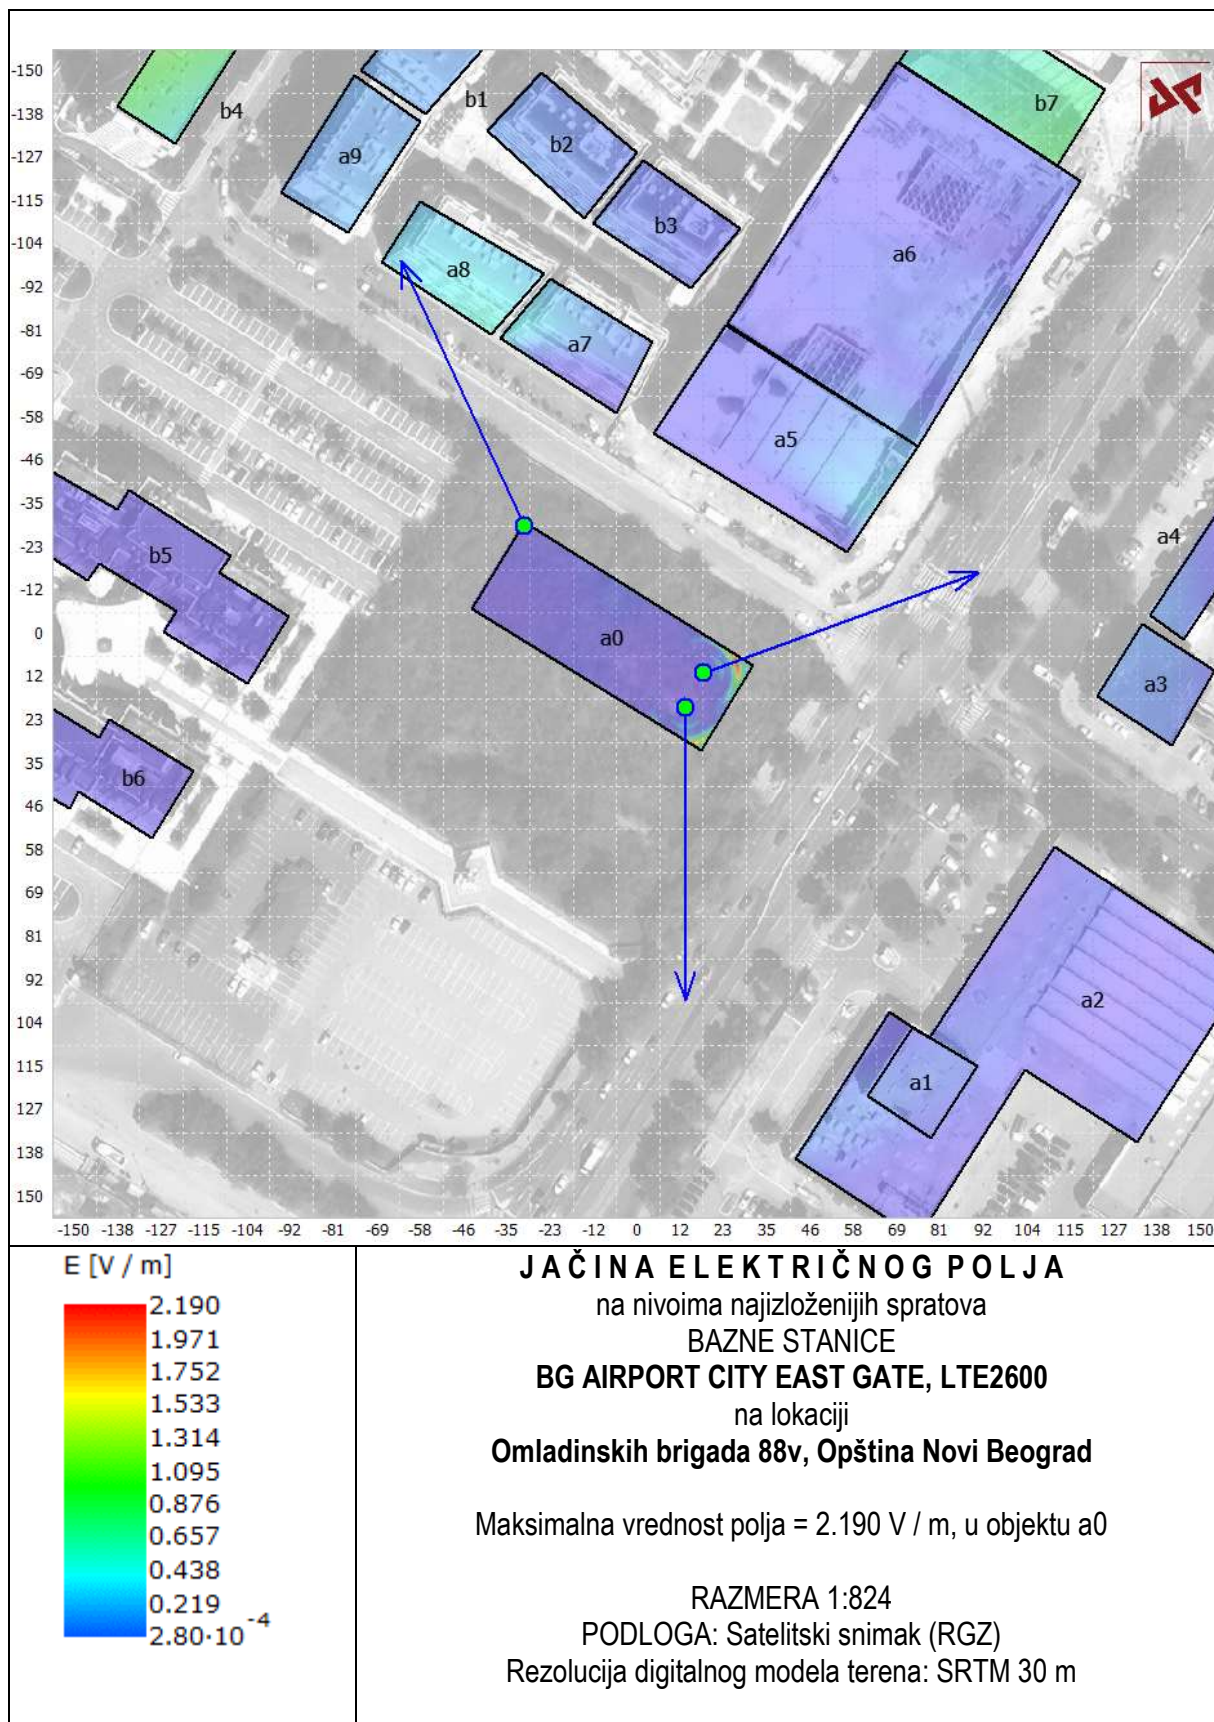 -150
-138
-127
-115
-104
-92
-81
-69
-58
-46
-35
-23
-12
0
12
23
35
46
58
69
81
92
104
115
127
138
150
b4
b1
b7
a9
b2
b3
a8
a6
a7
a5
b5
a4
a0
a3
b6
a2
a1
-150 -138 -127 -115 -104 -92 -81 -69 -58 -46 -35 -23 -12 0 12 23 35 46 58 69 81 92 104 115 127 138 150
E [V / m]
2.190
1.971
1.752
1.533
1.314
1.095
0.876
0.657
0.438
0.219
2.80·10⁻⁴
JAČINA ELEKTRIČNOG POLJA
na nivoima najizloženijih spratova
BAZNE STANICE
BG AIRPORT CITY EAST GATE, LTE2600
na lokaciji
Omladinskih brigada 88v, Opština Novi Beograd
Maksimalna vrednost polja = 2.190 V / m, u objektu a0
RAZMERA 1:824
PODLOGA: Satelitski snimak (RGZ)
Rezolucija digitalnog modela terena: SRTM 30 m